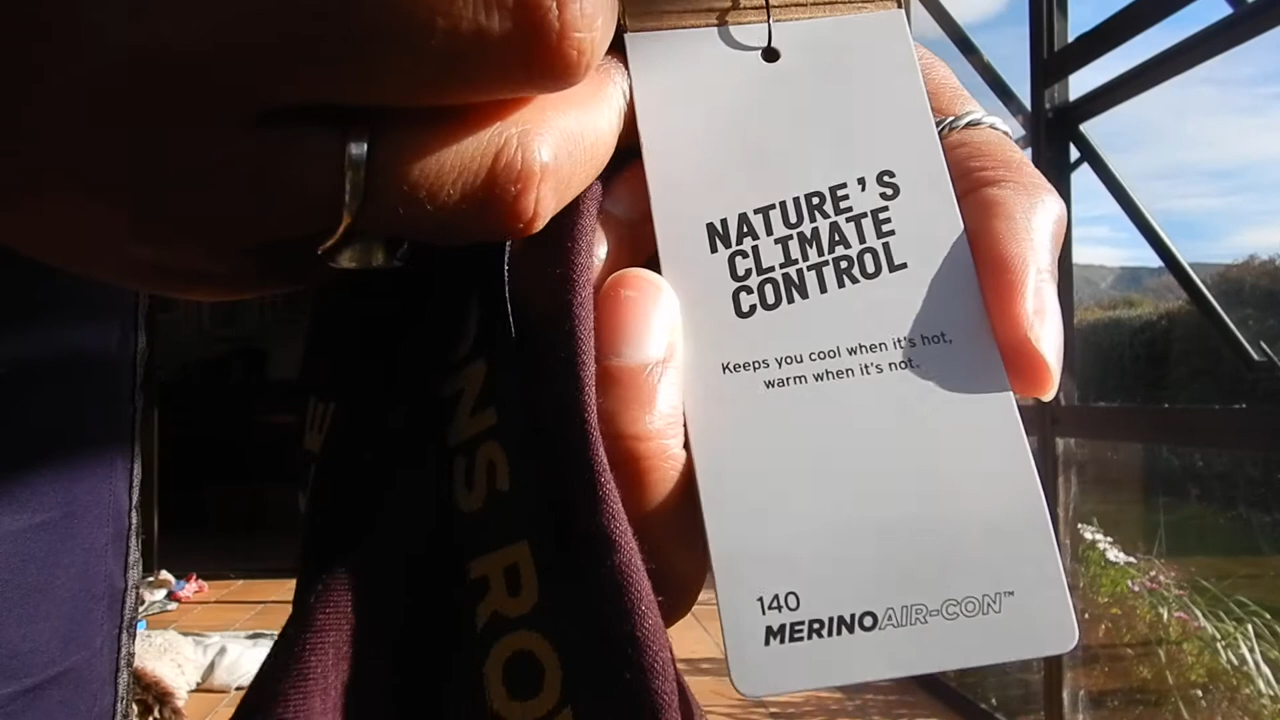 NATURE'S
CLIMATE
CONTROL
Keeps you cool when it's hot,
warm when it's not.
140
MERINOAIR-CON™